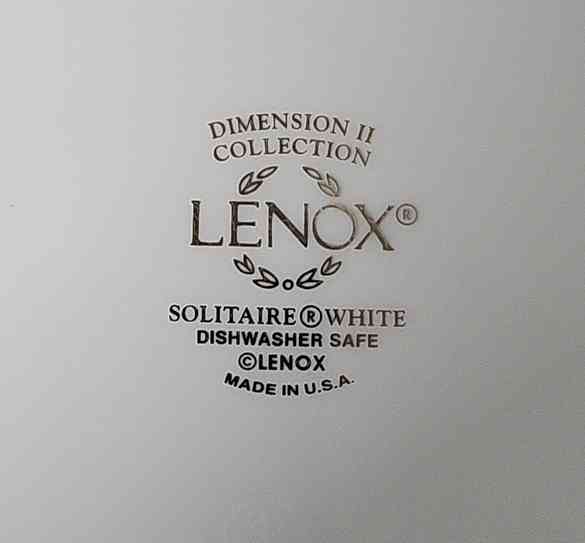 DIMENSION II
COLLECTION
LENOX®
SOLITAIRE ® WHITE
DISHWASHER SAFE
©LENOX
MADE IN U.S.A.